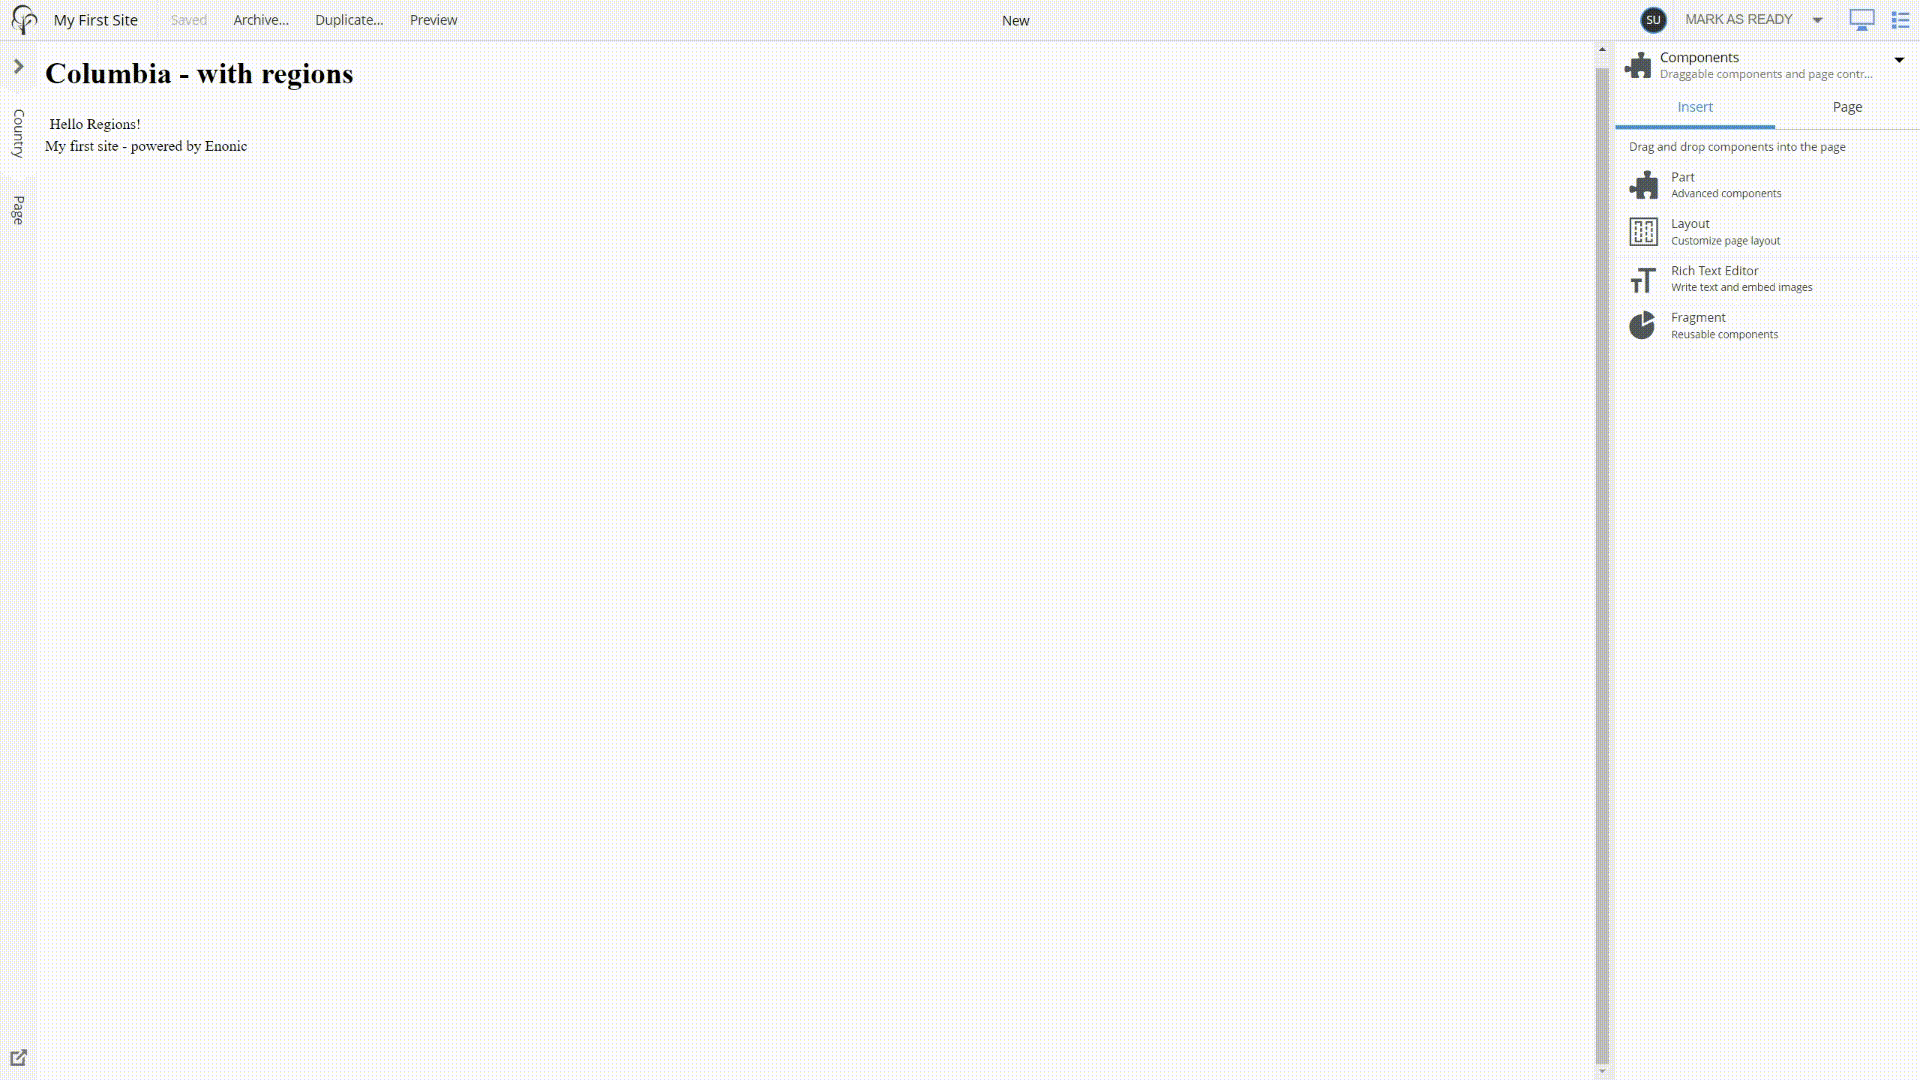 My First Site Saved Archive... Duplicate... Preview New SU MARK AS READY
Country
Page
Columbia - with regions
Hello Regions!
My first site - powered by Enonic
Components
Draggable components and page contr...
Insert Page
Drag and drop components into the page
Part
Advanced components
Layout
Customize page layout
Rich Text Editor
Write text and embed images
Fragment
Reusable components